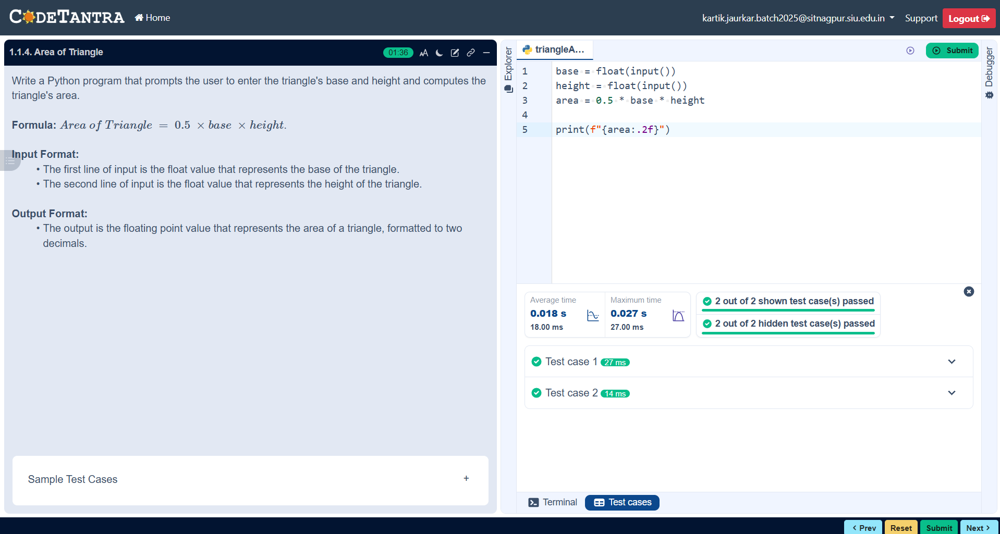 CODETANTRA
Home
kartik.jaurkar.batch2025@sitnagpur.siu.edu.in
Support
Logout
1.1.4. Area of Triangle
01:36
AA
Write a Python program that prompts the user to enter the triangle's base and height and computes the
triangle's area.
Formula: Area of Triangle = 0.5 × base × height.
Input Format:
• The first line of input is the float value that represents the base of the triangle.
• The second line of input is the float value that represents the height of the triangle.
Output Format:
• The output is the floating point value that represents the area of a triangle, formatted to two
decimals.
Sample Test Cases
+
Explorer
triangleA...
Submit
Debugger
1 base = float(input())
2 height = float(input())
3 area = 0.5 * base * height
4
5 print(f"{area:.2f}")
Average time
0.018 s
18.00 ms
Maximum time
0.027 s
27.00 ms
2 out of 2 shown test case(s) passed
2 out of 2 hidden test case(s) passed
Test case 1 27 ms
Test case 2 14 ms
Terminal
Test cases
< Prev
Reset
Submit
Next >